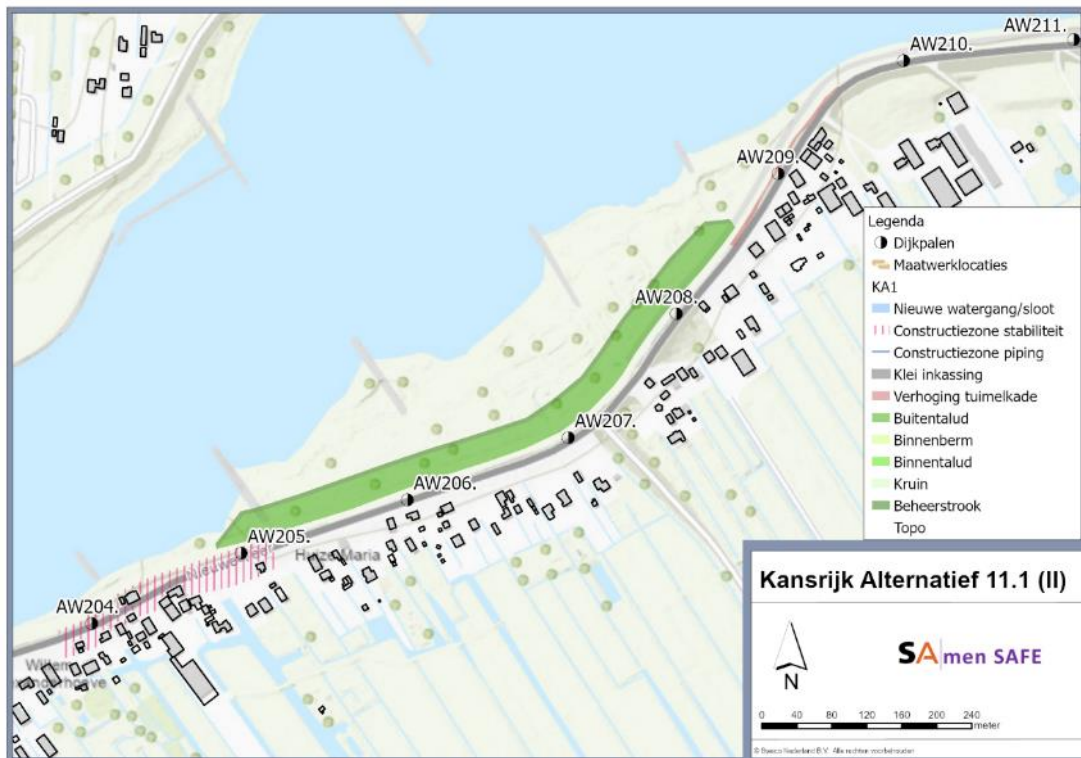 AW211.
AW210.
AW209.
AW208.
AW207.
AW206.
AW205.
Huize Maria
AW204.
Willem
Legenda
Dijkpalen
Maatwerklocaties
KA1
Nieuwe watergang/sloot
Constructiezone stabiliteit
Constructiezone piping
Klei inkassing
Verhoging tuimelkade
Buitentalud
Binnenberm
Binnentalud
Kruin
Beheerstrook
Topo
Kansrijk Alternatief 11.1 (II)
N
SAmen SAFE
0 40 80 120 160 200 240
meter